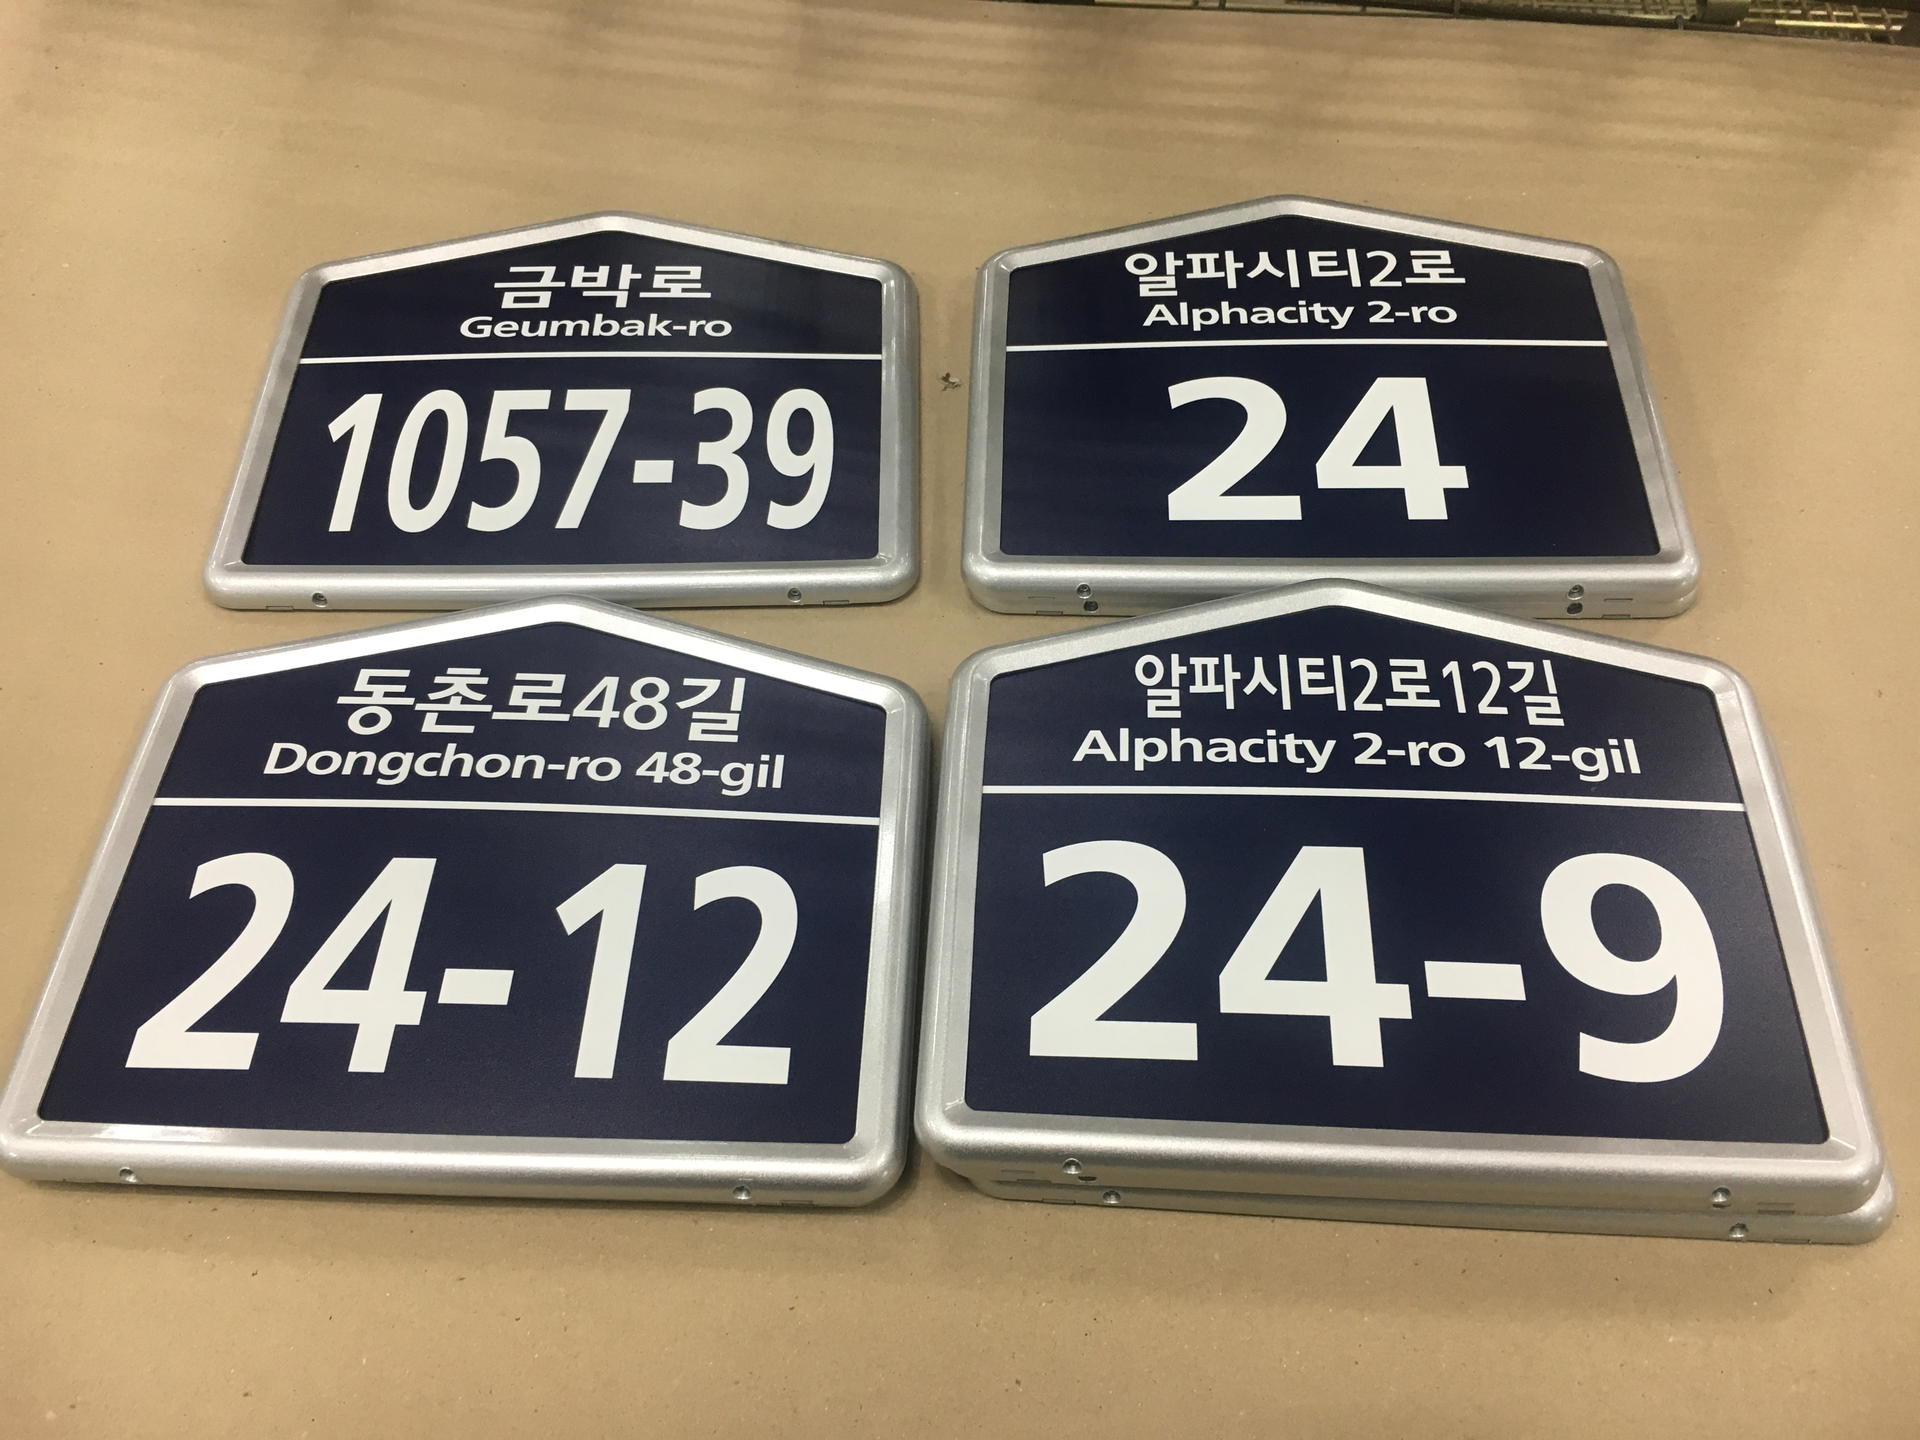 금박로
Geumbak-ro
1057-39
알파시티2로
Alphacity 2-ro
24
동촌로48길
Dongchon-ro 48-gil
24-12
알파시티2로12길
Alphacity 2-ro 12-gil
24-9